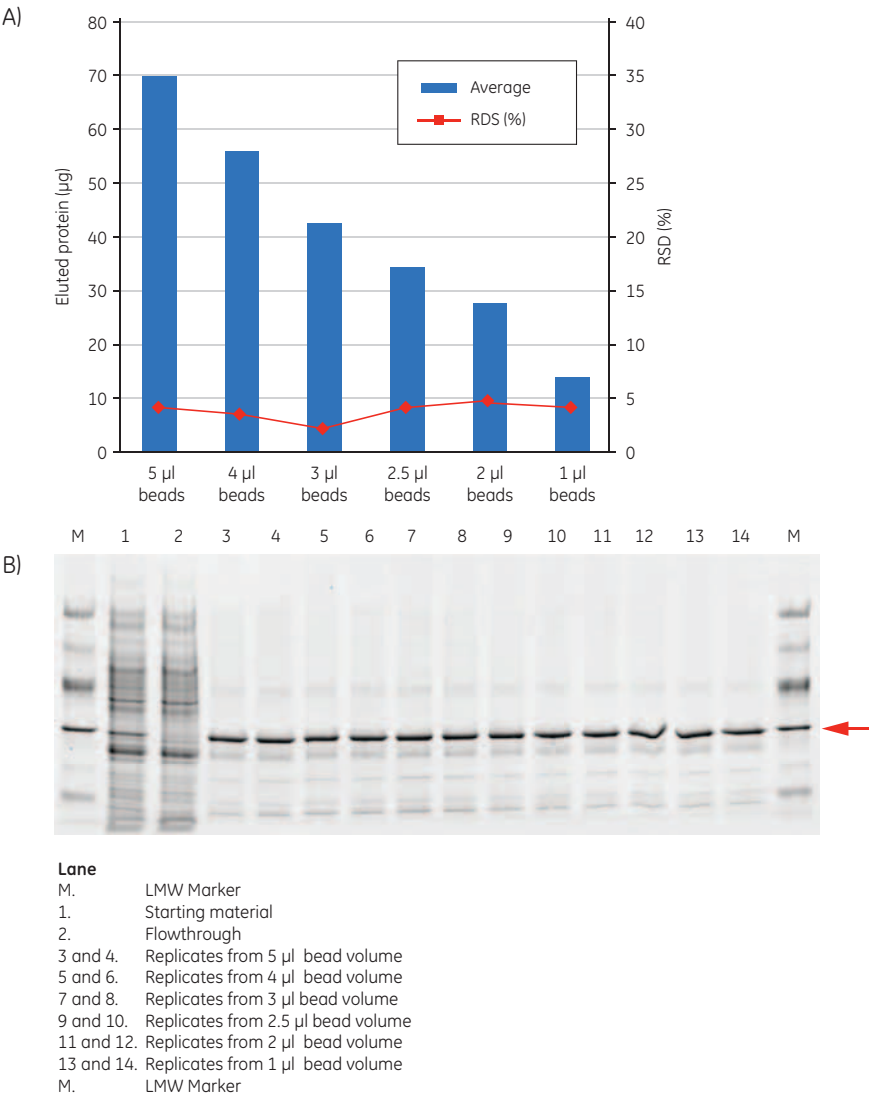 A)
80
70
60
50
40
30
20
10
0
Eluted protein (µg)
40
35
30
25
20
15
10
5
0
RSD (%)
Average
RDS (%)
5 µl beads
4 µl beads
3 µl beads
2.5 µl beads
2 µl beads
1 µl beads
B)
M 1 2 3 4 5 6 7 8 9 10 11 12 13 14 M
Lane
M. LMW Marker
1. Starting material
2. Flowthrough
3 and 4. Replicates from 5 µl bead volume
5 and 6. Replicates from 4 µl bead volume
7 and 8. Replicates from 3 µl bead volume
9 and 10. Replicates from 2.5 µl bead volume
11 and 12. Replicates from 2 µl bead volume
13 and 14. Replicates from 1 µl bead volume
M. LMW Marker